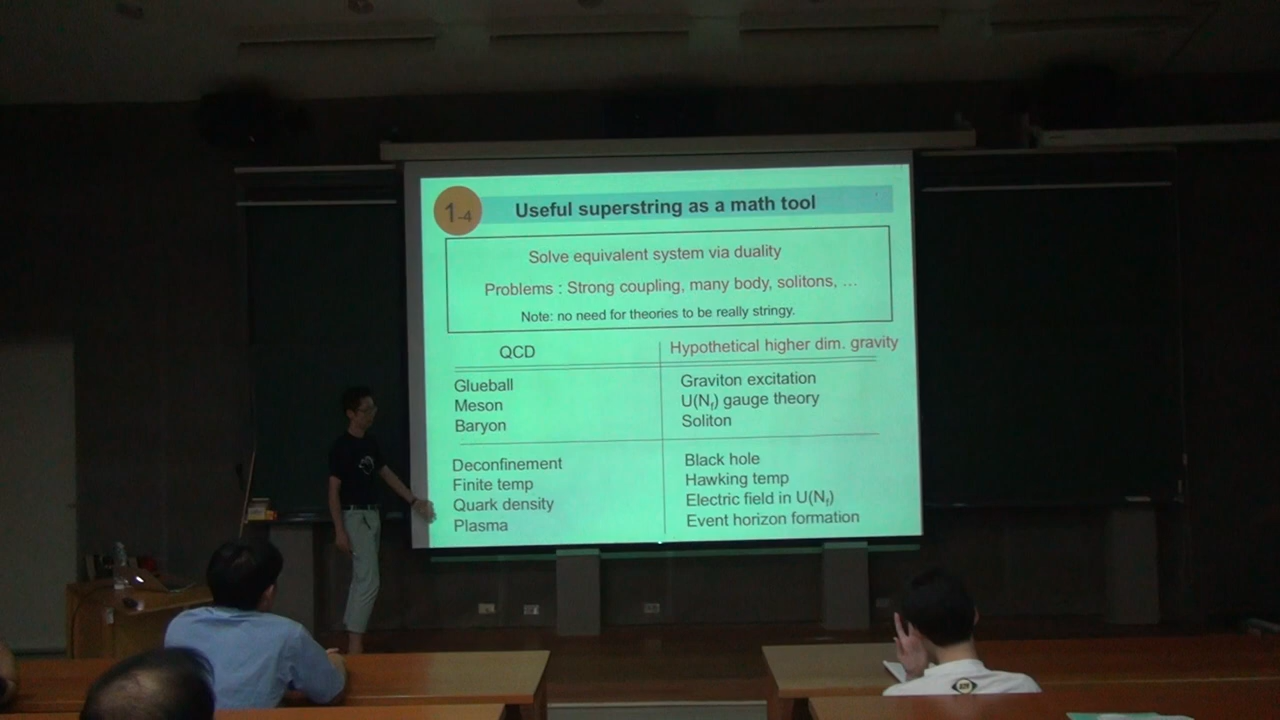 1-4
Useful superstring as a math tool
Solve equivalent system via duality
Problems : Strong coupling, many body, solitons, …
Note: no need for theories to be really stringy.
QCD Hypothetical higher dim. gravity
Glueball Graviton excitation
Meson U(Nf) gauge theory
Baryon Soliton
Deconfinement Black hole
Finite temp Hawking temp
Quark density Electric field in U(Nf)
Plasma Event horizon formation